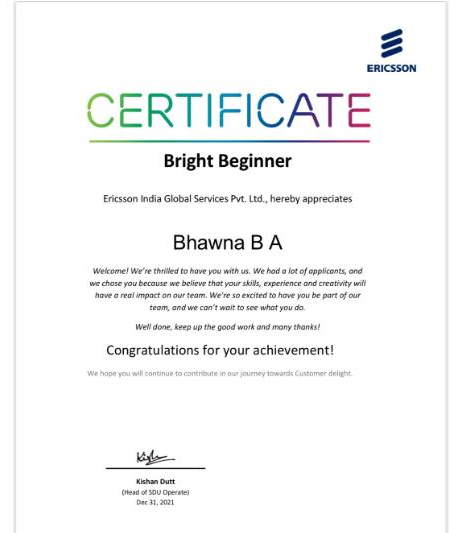 ERICSSON
CERTIFICATE
Bright Beginner
Ericsson India Global Services Pvt. Ltd., hereby appreciates
Bhawna B A
Welcome! We're thrilled to have you with us. We had a lot of applicants, and
we chose you because we believe that your skills, experience and creativity will
have a real impact on our team. We're so excited to have you be part of our
team, and we can't wait to see what you do.
Well done, keep up the good work and many thanks!
Congratulations for your achievement!
We hope you will continue to contribute in our journey towards Customer delight.
Kishan Dutt
(Head of SDU Operate)
Dec 31, 2021